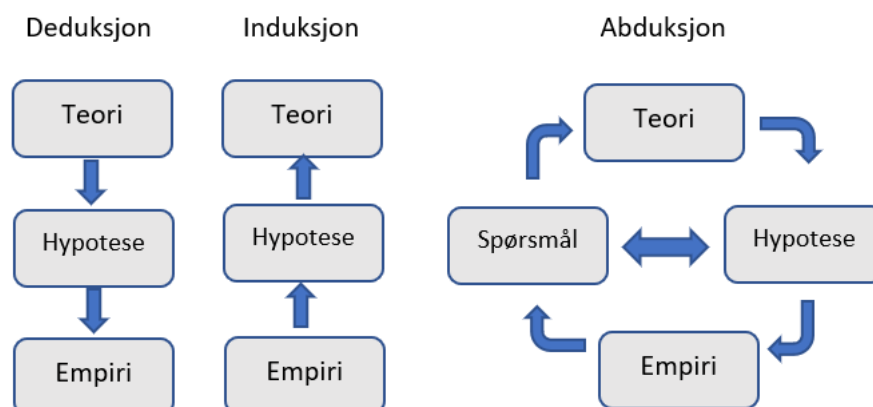 Deduksjon
Teori
Hypotese
Empiri
Induksjon
Teori
Hypotese
Empiri
Abduksjon
Teori
Spørsmål
Hypotese
Empiri